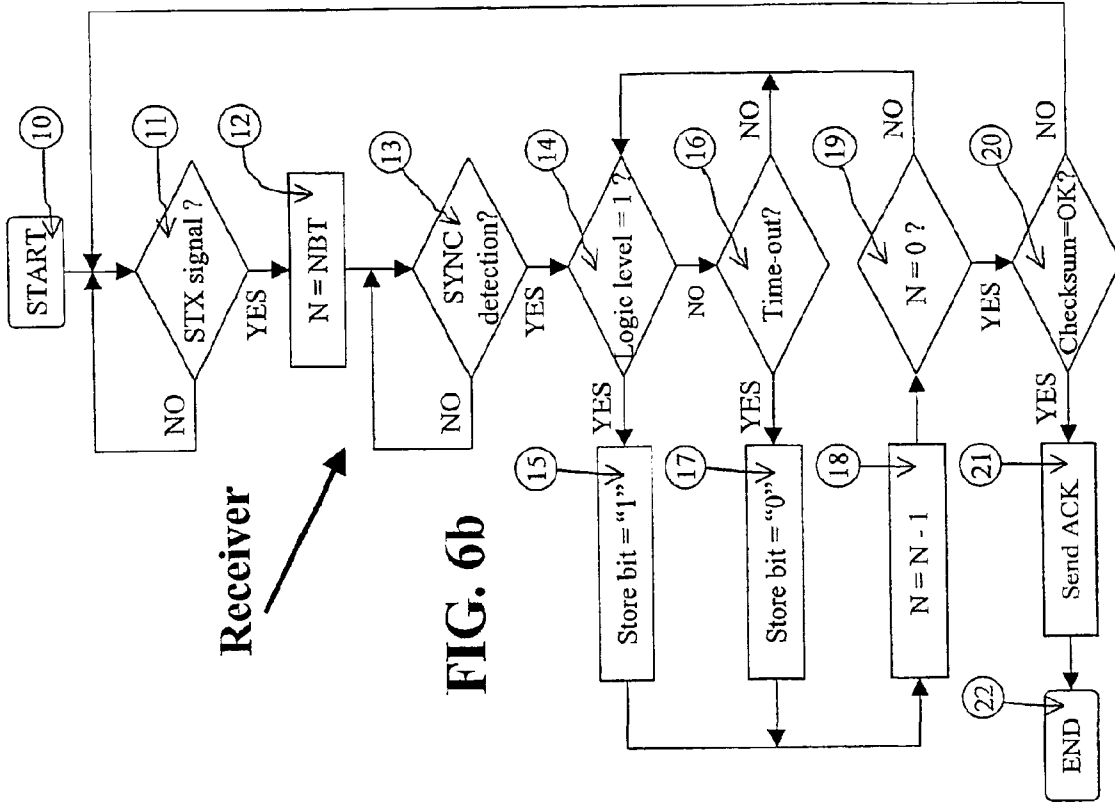 START
10
STX signal ?
11
NO
YES
N = NBT
12
SYNC
detection?
13
NO
YES
Logic level = 1 ?
14
YES
NO
Store bit = “1”
15
Time-out?
16
YES
NO
Store bit = “0”
17
N = N - 1
18
N = 0 ?
19
YES
NO
Checksum=OK?
20
YES
NO
Send ACK
21
END
22
Receiver
FIG. 6b